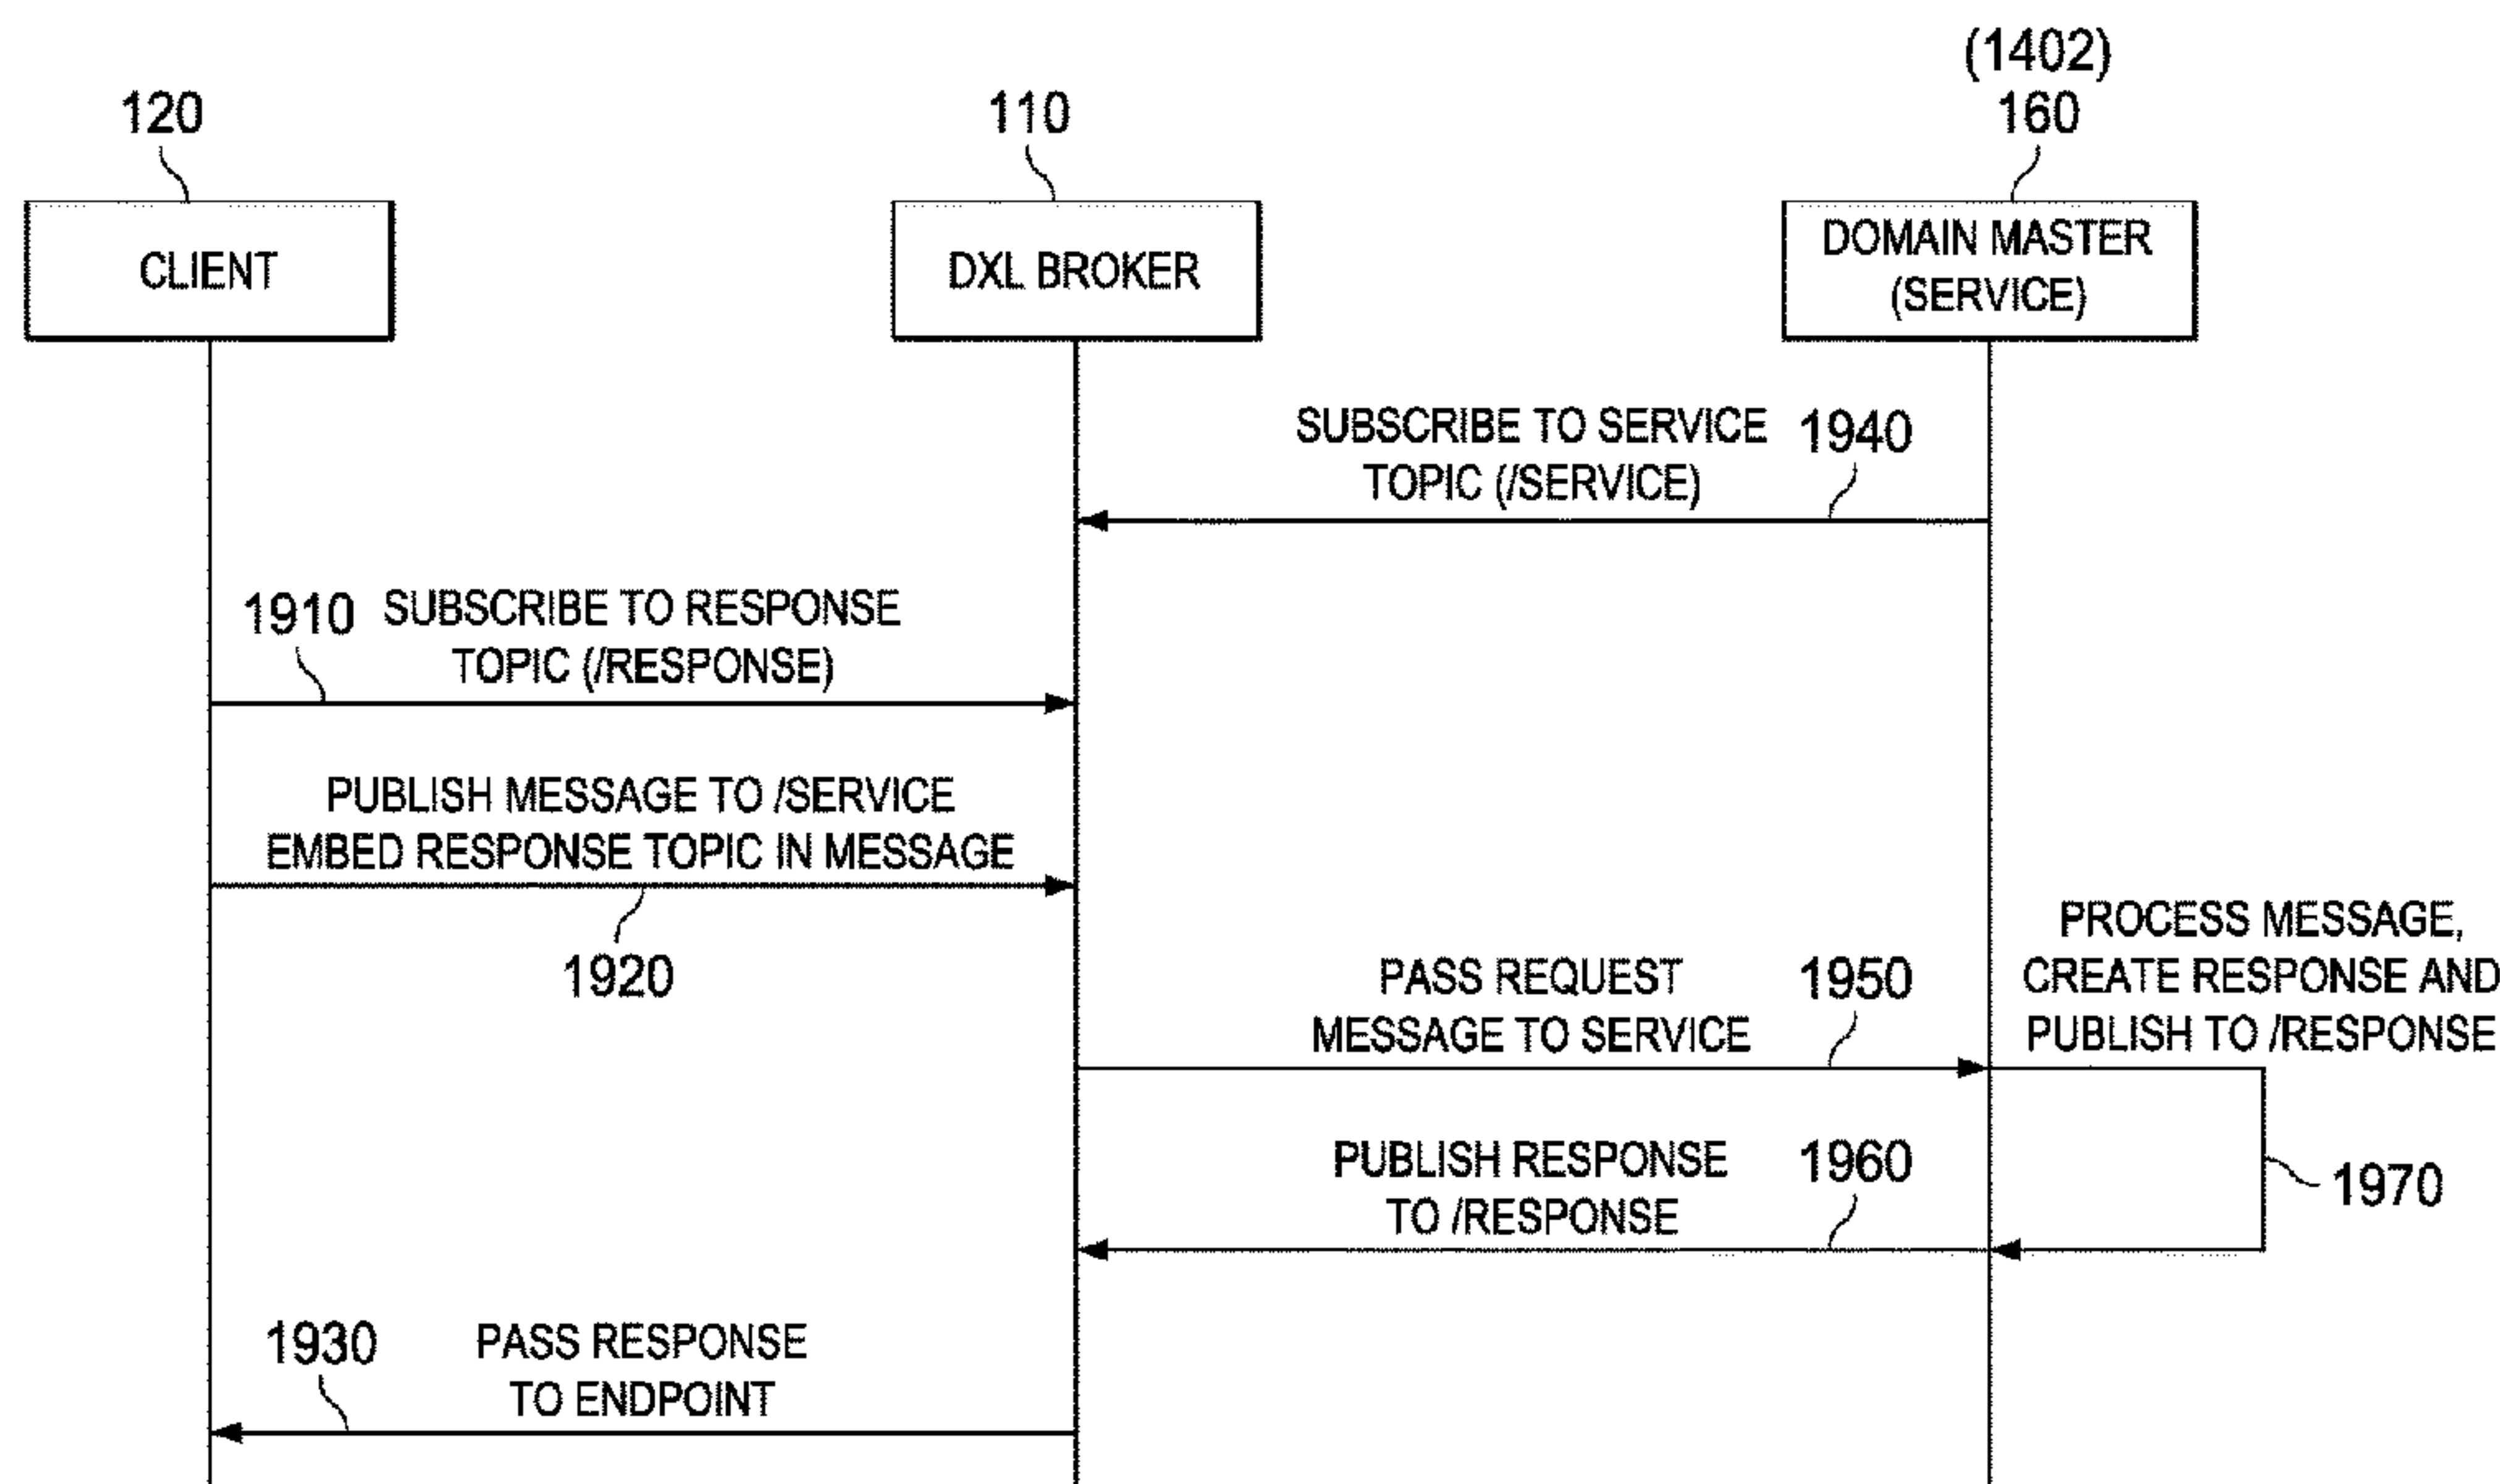 (1402)
120
110
160
CLIENT
DXL BROKER
DOMAIN MASTER
(SERVICE)
SUBSCRIBE TO SERVICE
TOPIC (/SERVICE)
1940
1910
SUBSCRIBE TO RESPONSE
TOPIC (/RESPONSE)
PUBLISH MESSAGE TO /SERVICE
EMBED RESPONSE TOPIC IN MESSAGE
1920
PASS REQUEST
MESSAGE TO SERVICE
1950
PROCESS MESSAGE,
CREATE RESPONSE AND
PUBLISH TO /RESPONSE
PUBLISH RESPONSE
TO /RESPONSE
1960
1970
1930
PASS RESPONSE
TO ENDPOINT